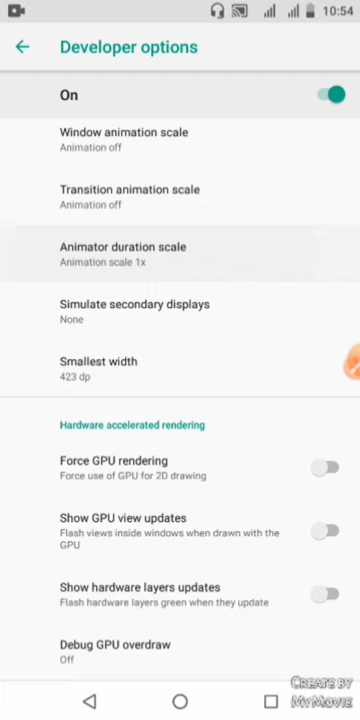 10:54
Developer options
On
Window animation scale
Animation off
Transition animation scale
Animation off
Animator duration scale
Animation scale 1x
Simulate secondary displays
None
Smallest width
423 dp
Hardware accelerated rendering
Force GPU rendering
Force use of GPU for 2D drawing
Show GPU view updates
Flash views inside windows when drawn with the
GPU
Show hardware layers updates
Flash hardware layers green when they update
Debug GPU overdraw
Off
CREATE BY
MYMOVIE